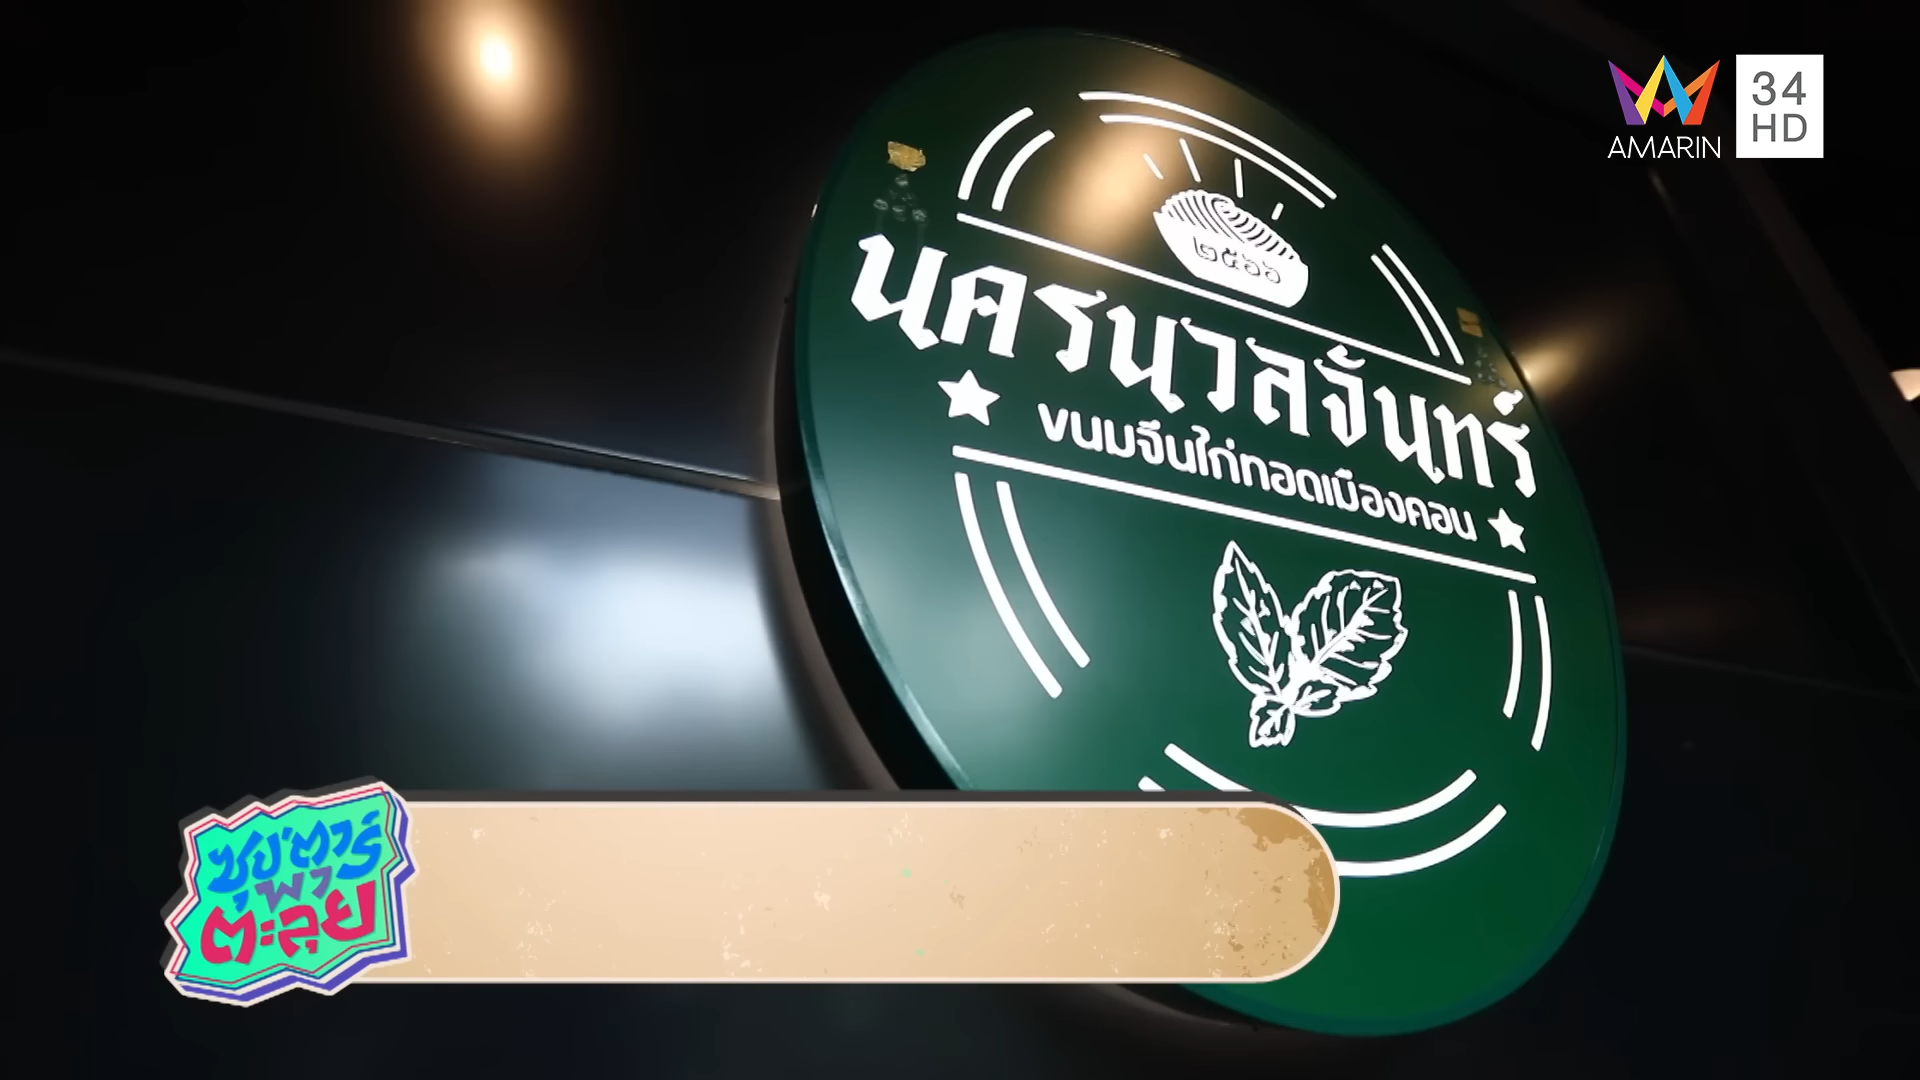 AMARIN
34
HD
๒๕๖๖
นครนวลจันทร์
ขนมจีนไก่ทอดเมืองคอน
ซุปตาร์
พา
ตะลุย